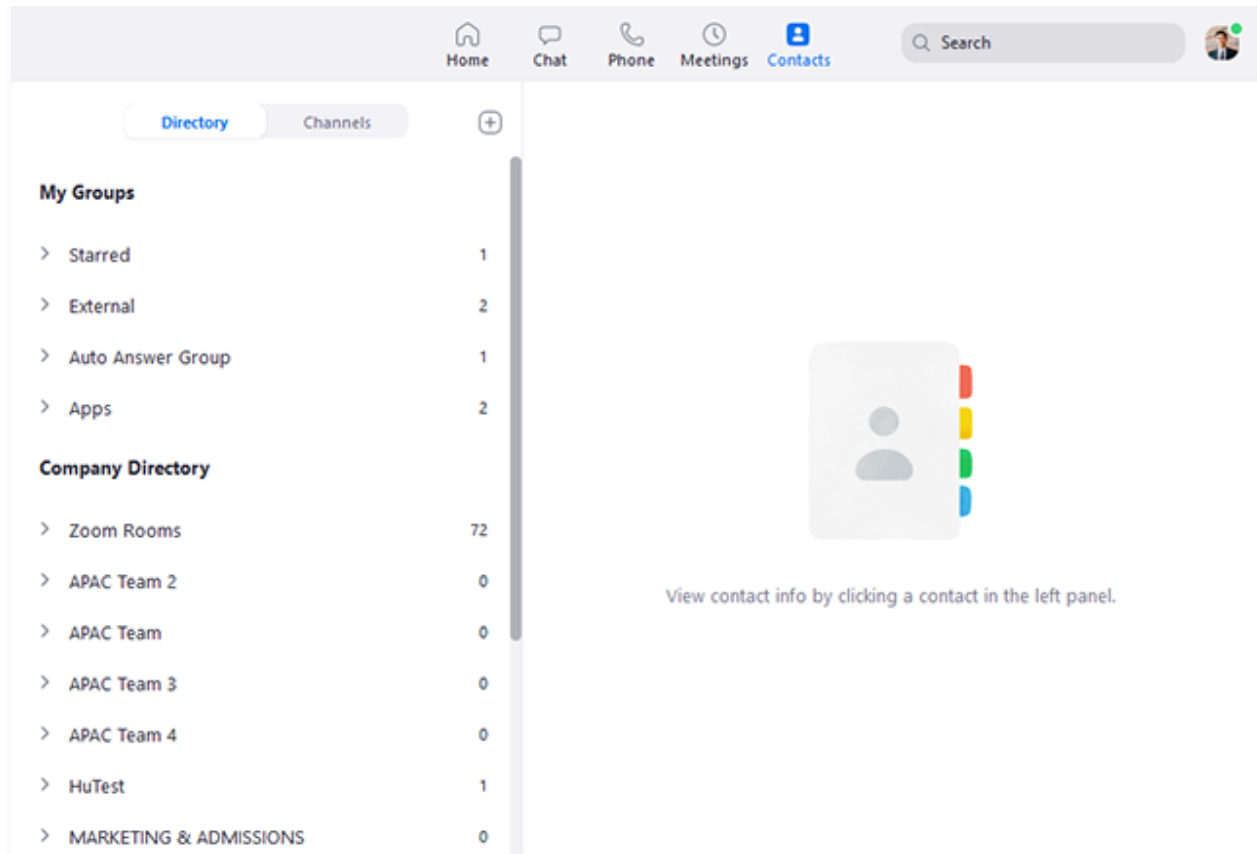 Home Chat Phone Meetings Contacts Search
Directory Channels
My Groups
Starred 1
External 2
Auto Answer Group 1
Apps 2
Company Directory
Zoom Rooms 72
APAC Team 2 0
APAC Team 0
APAC Team 3 0
APAC Team 4 0
HuTest 1
MARKETING & ADMISSIONS 0
View contact info by clicking a contact in the left panel.